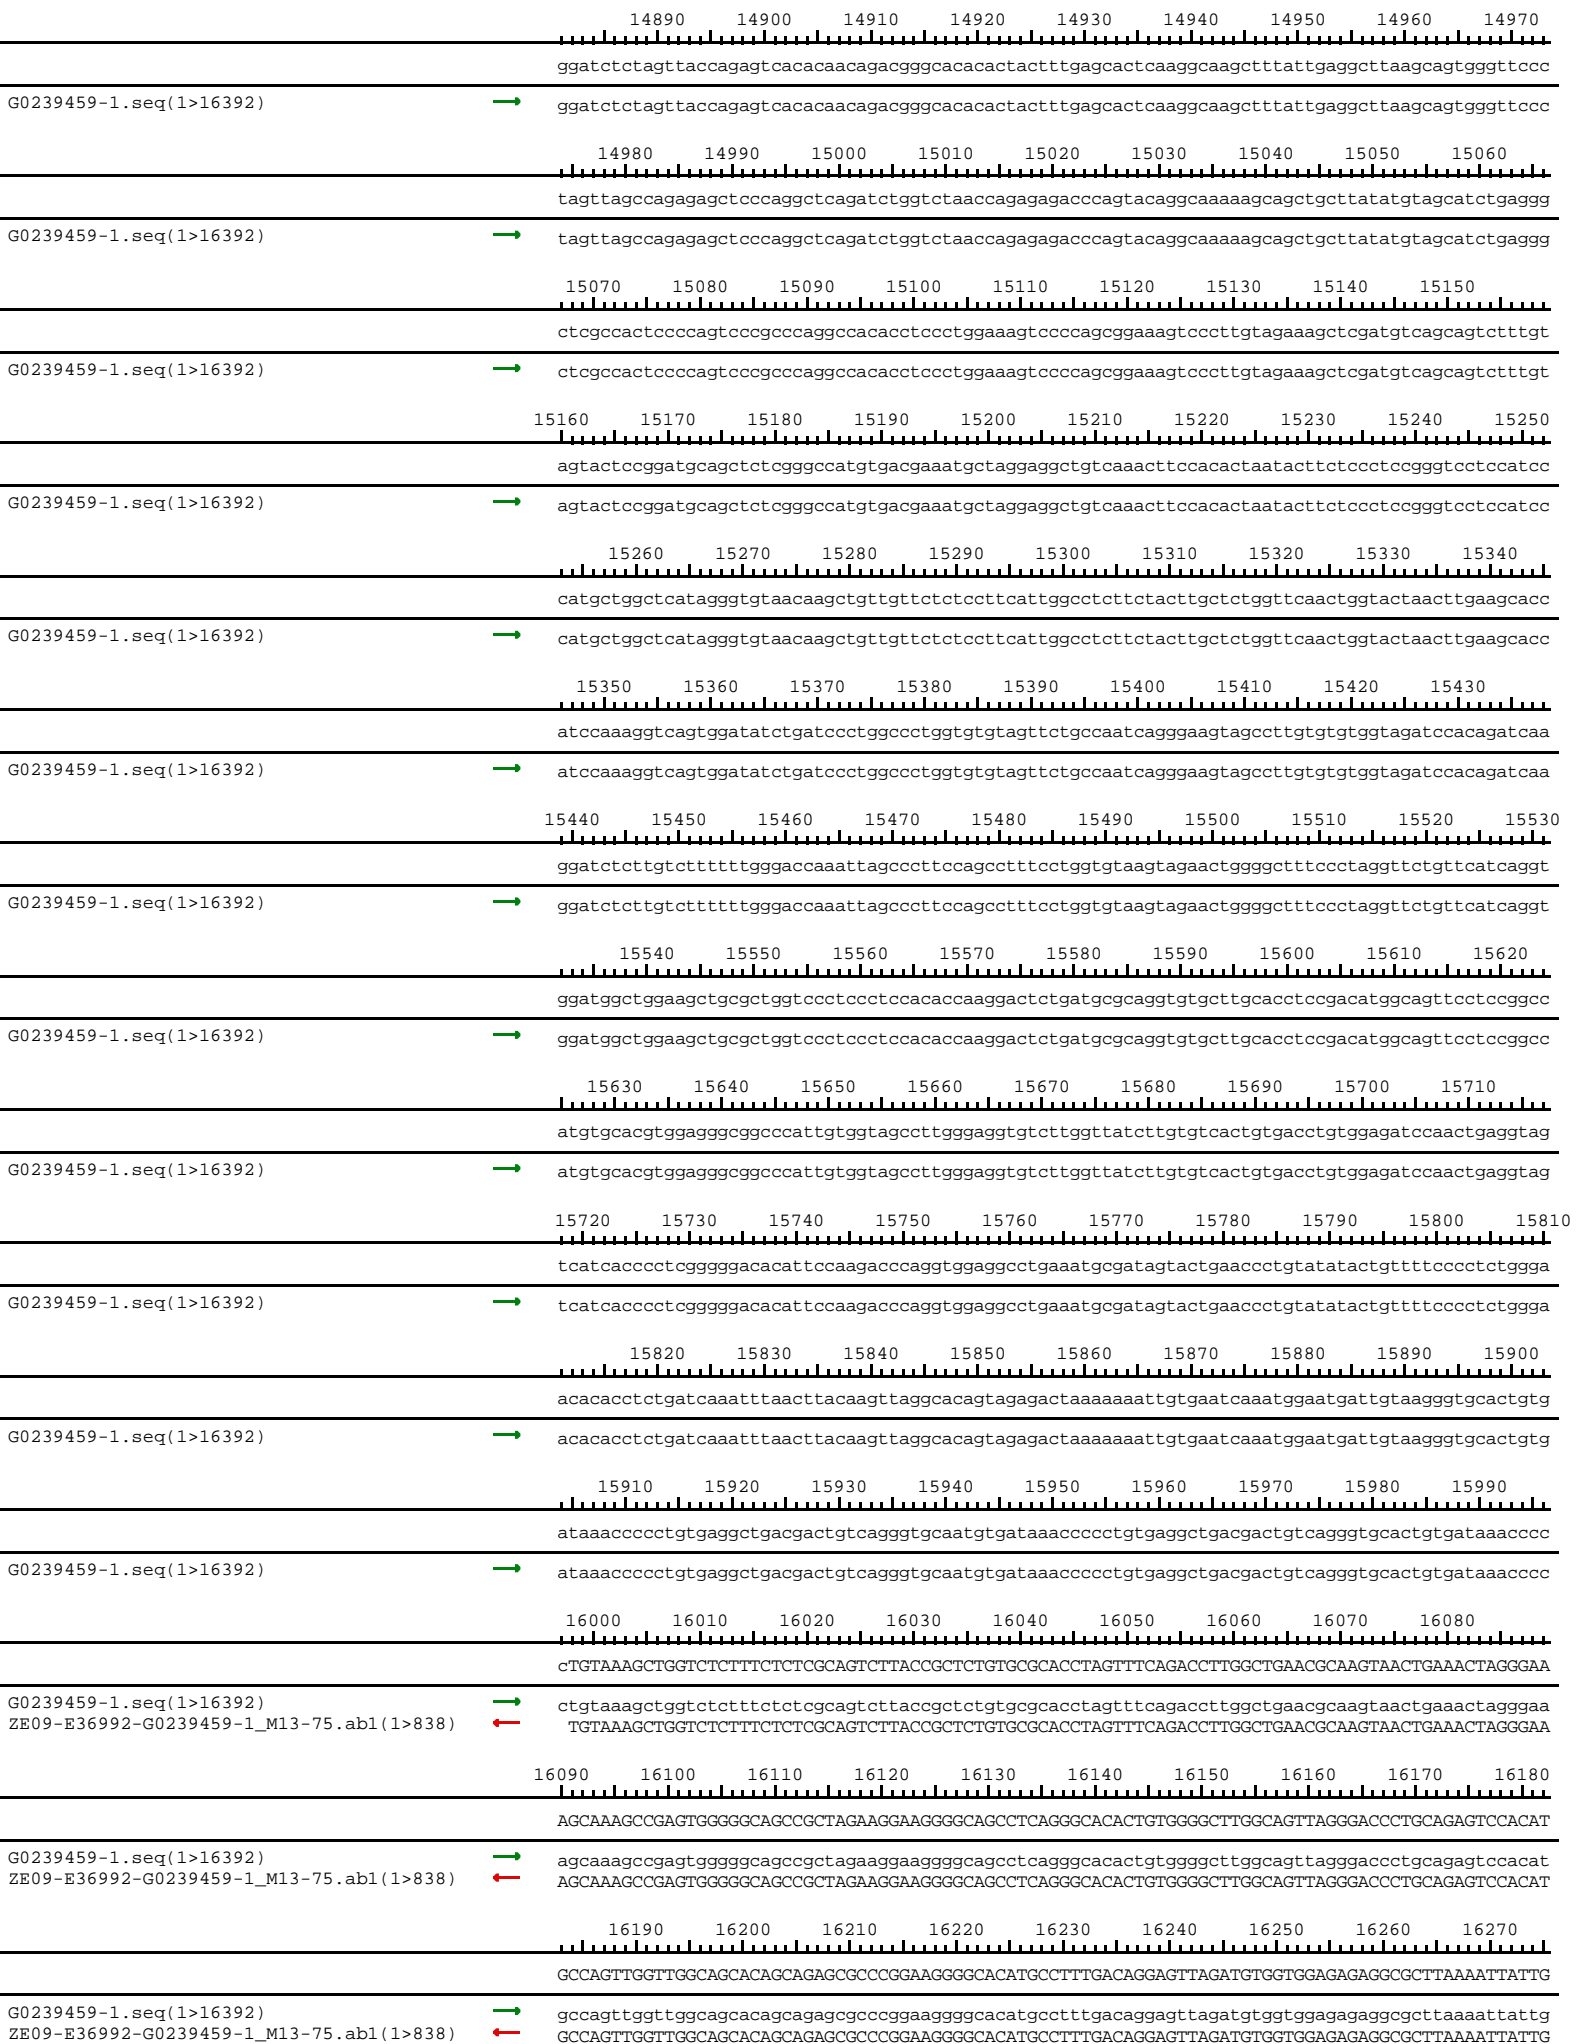 14890 14900 14910 14920 14930 14940 14950 14960 14970
ggatctctagttaccagagtcacacaacagacgggcacacactactttgagcactcaaggcaagctttattgaggcttaagcagtgggttccc
G0239459-1.seq(1>16392) ggatctctagttaccagagtcacacaacagacgggcacacactactttgagcactcaaggcaagctttattgaggcttaagcagtgggttccc
14980 14990 15000 15010 15020 15030 15040 15050 15060
tagttagccagagagctcccaggctcagatctggtctaaccagagagacccagtacaggcaaaaagcagctgcttatatgtagcatctgaggg
G0239459-1.seq(1>16392) tagttagccagagagctcccaggctcagatctggtctaaccagagagacccagtacaggcaaaaagcagctgcttatatgtagcatctgaggg
15070 15080 15090 15100 15110 15120 15130 15140 15150
ctcgccactccccagtcccgcccaggccacacctccctggaaagtccccagcggaaagtcccttgtagaaagctcgatgtcagcagtctttgt
G0239459-1.seq(1>16392) ctcgccactccccagtcccgcccaggccacacctccctggaaagtccccagcggaaagtcccttgtagaaagctcgatgtcagcagtctttgt
15160 15170 15180 15190 15200 15210 15220 15230 15240 15250
agtactccggatgcagctctcgggccatgtgacgaaatgctaggaggctgtcaaacttccacactaatacttctccctccgggtcctccatcc
G0239459-1.seq(1>16392) agtactccggatgcagctctcgggccatgtgacgaaatgctaggaggctgtcaaacttccacactaatacttctccctccgggtcctccatcc
15260 15270 15280 15290 15300 15310 15320 15330 15340
catgctggctcatagggtgtaacaagctgttgttctctccttcattggcctcttctacttgctctggttcaactggtactaacttgaagcacc
G0239459-1.seq(1>16392) catgctggctcatagggtgtaacaagctgttgttctctccttcattggcctcttctacttgctctggttcaactggtactaacttgaagcacc
15350 15360 15370 15380 15390 15400 15410 15420 15430
atccaaaggtcagtggatatctgatccctggccctggtgtgtagttctgccaatcagggaagtagccttgtgtgtggtagatccacagatcaa
G0239459-1.seq(1>16392) atccaaaggtcagtggatatctgatccctggccctggtgtgtagttctgccaatcagggaagtagccttgtgtgtggtagatccacagatcaa
15440 15450 15460 15470 15480 15490 15500 15510 15520 15530
ggatctcttgtcttttttgggaccaaattagcccttccagcctttcctggtgtaagtagaactggggctttccctaggttctgttcatcaggt
G0239459-1.seq(1>16392) ggatctcttgtcttttttgggaccaaattagcccttccagcctttcctggtgtaagtagaactggggctttccctaggttctgttcatcaggt
15540 15550 15560 15570 15580 15590 15600 15610 15620
ggatggctggaagctgcgctggtccctccctccacaccaaggactctgatgcgcaggtgtgcttgcacctccgacatggcagttcctccggcc
G0239459-1.seq(1>16392) ggatggctggaagctgcgctggtccctccctccacaccaaggactctgatgcgcaggtgtgcttgcacctccgacatggcagttcctccggcc
15630 15640 15650 15660 15670 15680 15690 15700 15710
atgtgcacgtggagggcggcccattgtggtagccttgggaggtgtcttggttatcttgtgtcactgtgacctgtggagatccaactgaggtag
G0239459-1.seq(1>16392) atgtgcacgtggagggcggcccattgtggtagccttgggaggtgtcttggttatcttgtgtcactgtgacctgtggagatccaactgaggtag
15720 15730 15740 15750 15760 15770 15780 15790 15800 15810
tcatcacccctcgggggacacattccaagacccaggtggaggcctgaaatgcgatagtactgaaccctgtatatactgttttcccctctggga
G0239459-1.seq(1>16392) tcatcacccctcgggggacacattccaagacccaggtggaggcctgaaatgcgatagtactgaaccctgtatatactgttttcccctctggga
15820 15830 15840 15850 15860 15870 15880 15890 15900
acacacctctgatcaaatttaacttacaagttaggcacagtagagactaaaaaaattgtgaatcaaatggaatgattgtaagggtgcactgtg
G0239459-1.seq(1>16392) acacacctctgatcaaatttaacttacaagttaggcacagtagagactaaaaaaattgtgaatcaaatggaatgattgtaagggtgcactgtg
15910 15920 15930 15940 15950 15960 15970 15980 15990
ataaaccccctgtgaggctgacgactgtcagggtgcaatgtgataaaccccctgtgaggctgacgactgtcagggtgcactgtgataaacccc
G0239459-1.seq(1>16392) ataaaccccctgtgaggctgacgactgtcagggtgcaatgtgataaaccccctgtgaggctgacgactgtcagggtgcactgtgataaacccc
16000 16010 16020 16030 16040 16050 16060 16070 16080
cTGTAAAGCTGGTCTCTTTCTCTCGCAGTCTTACCGCTCTGTGCGCACCTAGTTTCAGACCTTGGCTGAACGCAAGTAACTGAAACTAGGGAA
G0239459-1.seq(1>16392) ctgtaaagctggtctctttctctcgcagtcttaccgctctgtgcgcacctagtttcagaccttggctgaacgcaagtaactgaaactagggaa
ZE09-E36992-G0239459-1_M13-75.ab1(1>838) TGTAAAGCTGGTCTCTTTCTCTCGCAGTCTTACCGCTCTGTGCGCACCTAGTTTCAGACCTTGGCTGAACGCAAGTAACTGAAACTAGGGAA
16090 16100 16110 16120 16130 16140 16150 16160 16170 16180
AGCAAAGCCGAGTGGGGGCAGCCGCTAGAAGGAAGGGGCAGCCTCAGGGCACACTGTGGGGCTTGGCAGTTAGGGACCCTGCAGAGTCCACAT
G0239459-1.seq(1>16392) agcaaagccgagtgggggcagccgctagaaggaaggggcagcctcagggcacactgtggggcttggcagttagggaccctgcagagtccacat
ZE09-E36992-G0239459-1_M13-75.ab1(1>838) AGCAAAGCCGAGTGGGGGCAGCCGCTAGAAGGAAGGGGCAGCCTCAGGGCACACTGTGGGGCTTGGCAGTTAGGGACCCTGCAGAGTCCACAT
16190 16200 16210 16220 16230 16240 16250 16260 16270
GCCAGTTGGTTGGCAGCACAGCAGAGCGCCCGGAAGGGGCACATGCCTTTGACAGGAGTTAGATGTGGTGGAGAGAGGCGCTTAAAATTATTG
G0239459-1.seq(1>16392) gccagttggttggcagcacagcagagcgcccggaaggggcacatgcctttgacaggagttagatgtggtggagagaggcgcttaaaattattg
ZE09-E36992-G0239459-1_M13-75.ab1(1>838) GCCAGTTGGTTGGCAGCACAGCAGAGCGCCCGGAAGGGGCACATGCCTTTGACAGGAGTTAGATGTGGTGGAGAGAGGCGCTTAAAATTATTG